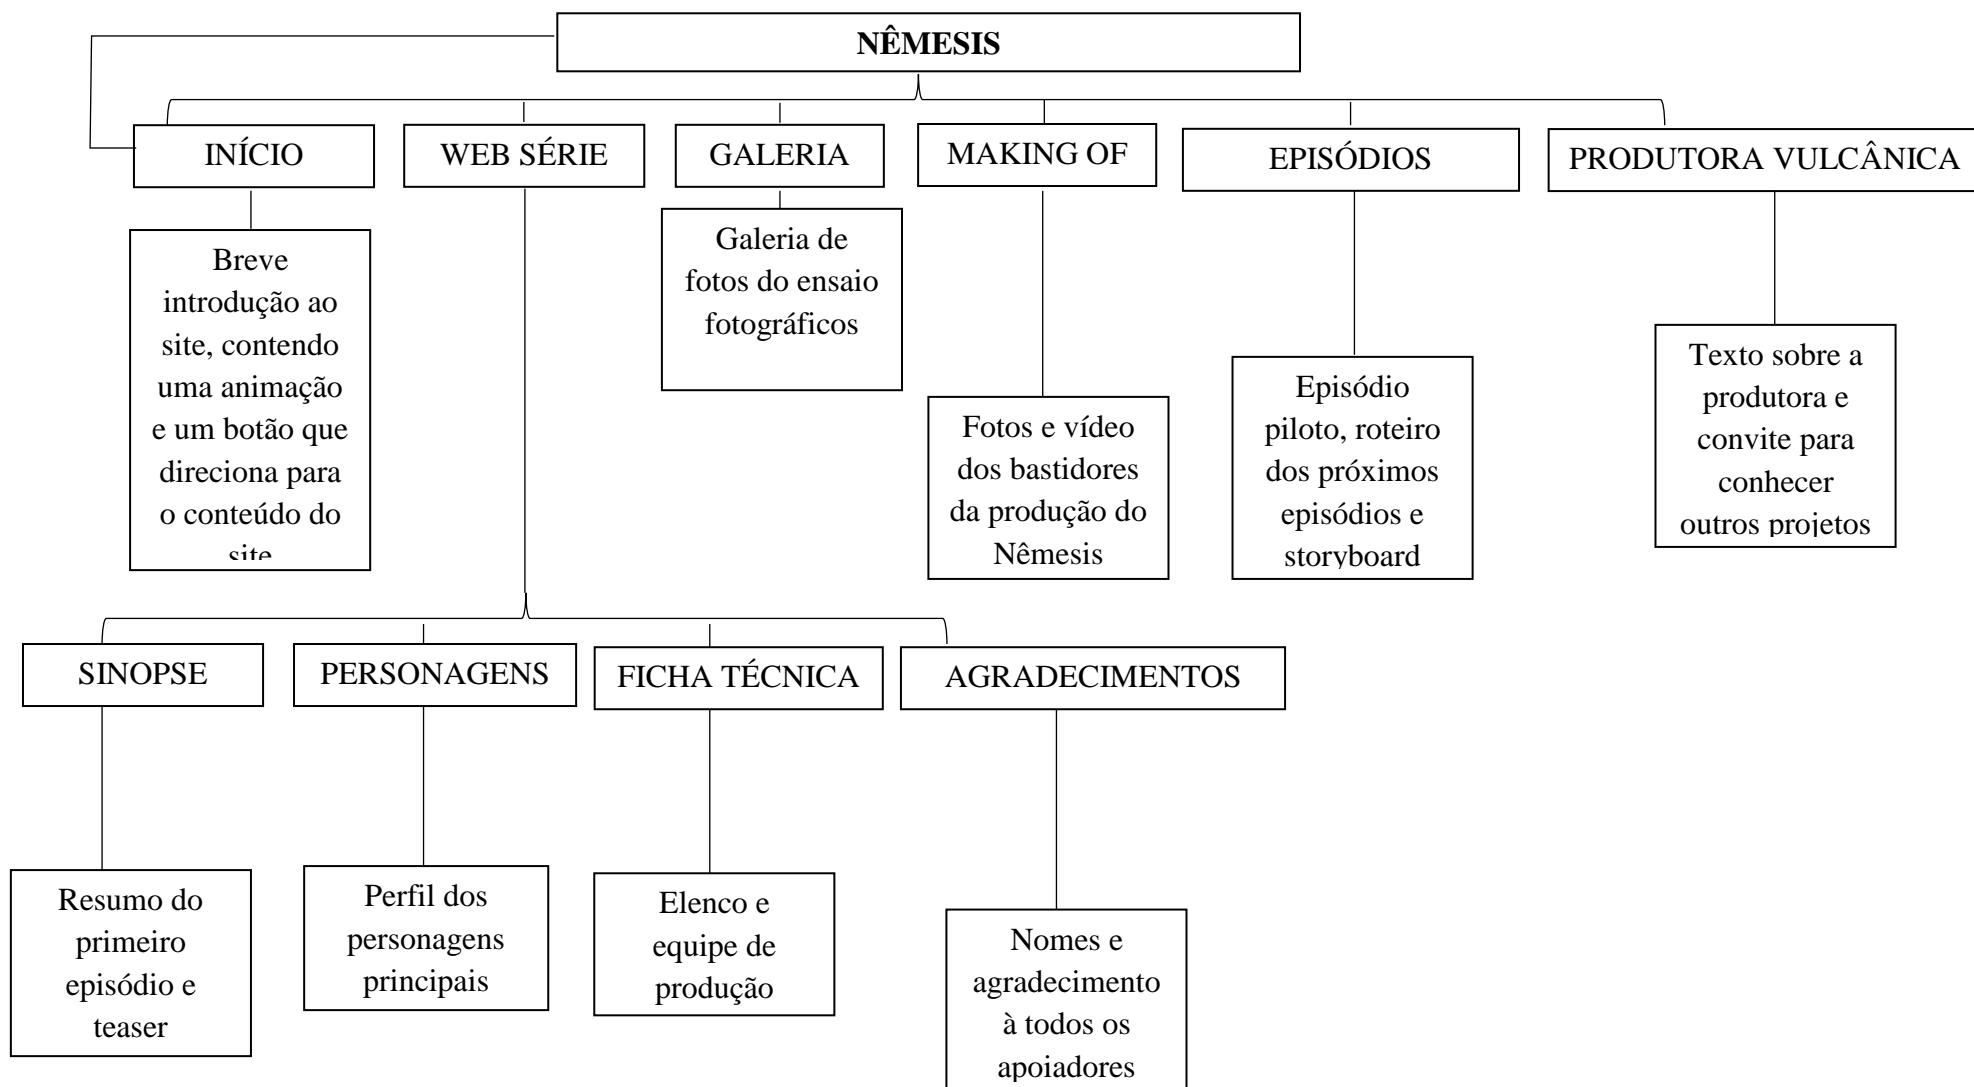 NÊMESIS
INÍCIO
WEB SÉRIE
GALERIA
MAKING OF
EPISÓDIOS
PRODUTORA VULCÂNICA
Breve
introdução ao
site, contendo
uma animação
e um botão que
direciona para
o conteúdo do
site
Galeria de
fotos do ensaio
fotográficos
Fotos e vídeo
dos bastidores
da produção do
Nêmesis
Episódio
piloto, roteiro
dos próximos
episódios e
storyboard
Texto sobre a
produtora e
convite para
conhecer
outros projetos
SINOPSE
PERSONAGENS
FICHA TÉCNICA
AGRADECIMENTOS
Resumo do
primeiro
episódio e
teaser
Perfil dos
personagens
principais
Elenco e
equipe de
produção
Nomes e
agradecimento
à todos os
apoiadores